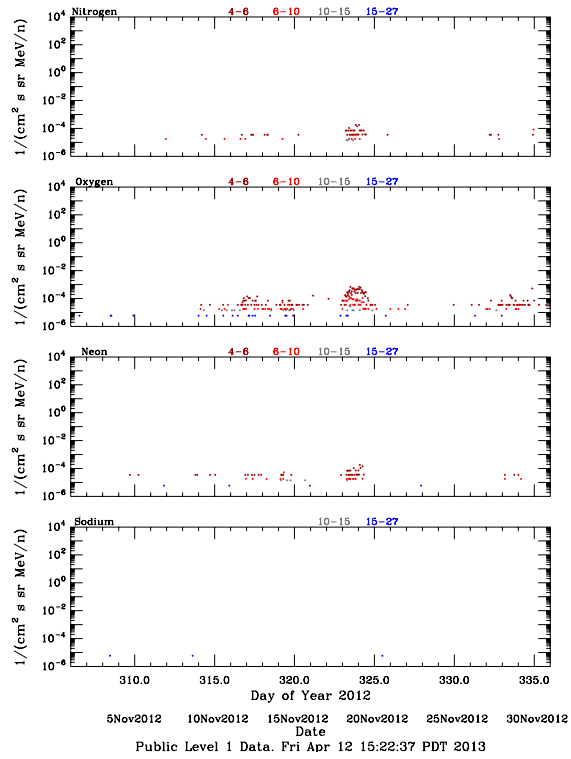 Nitrogen 4-6 6-10 10-15 15-27
10^4
10^2
10^0
10^-2
10^-4
10^-6
1/(cm^2 s sr MeV/n)
Oxygen 4-6 6-10 10-15 15-27
10^4
10^2
10^0
10^-2
10^-4
10^-6
1/(cm^2 s sr MeV/n)
Neon 4-6 6-10 10-15 15-27
10^4
10^2
10^0
10^-2
10^-4
10^-6
1/(cm^2 s sr MeV/n)
Sodium 10-15 15-27
10^4
10^2
10^0
10^-2
10^-4
10^-6
1/(cm^2 s sr MeV/n)
310.0 315.0 320.0 325.0 330.0 335.0
Day of Year 2012
5Nov2012 10Nov2012 15Nov2012 20Nov2012 25Nov2012 30Nov2012
Date
Public Level 1 Data. Fri Apr 12 15:22:37 PDT 2013